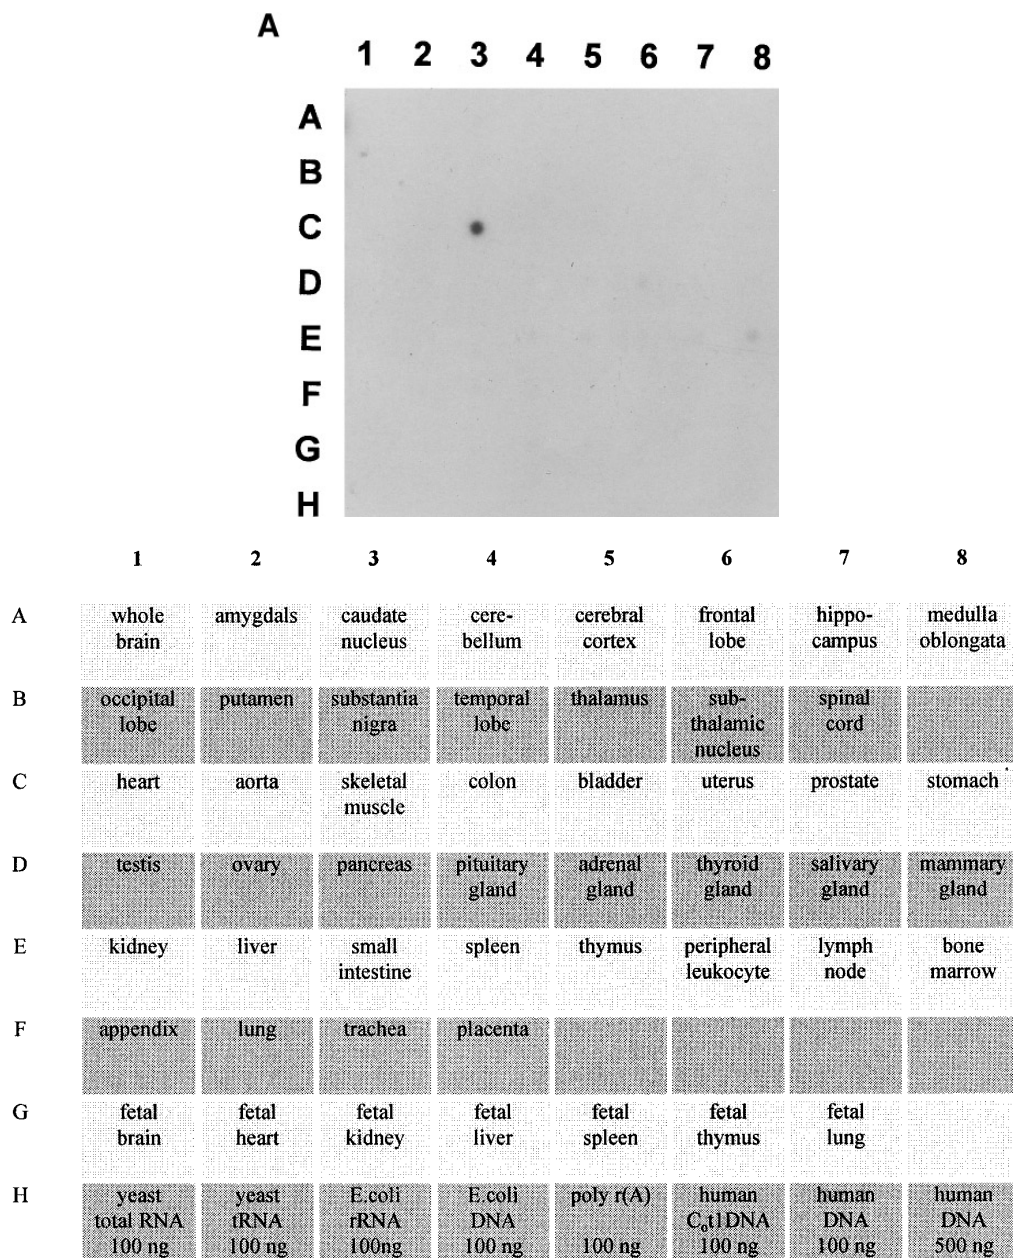 A
1 2 3 4 5 6 7 8
A
B
C
D
E
F
G
H
1 2 3 4 5 6 7 8
A whole amygdals caudate cere- cerebral frontal hippo- medulla
brain nucleus bellum cortex lobe campus oblongata
B occipital putamen substantia temporal thalamus sub- spinal
lobe nigra lobe thalamic cord
nucleus
C heart aorta skeletal colon bladder uterus prostate stomach
muscle
D testis ovary pancreas pituitary adrenal thyroid salivary mammary
gland gland gland gland gland
E kidney liver small spleen thymus peripheral lymph bone
intestine leukocyte node marrow
F appendix lung trachea placenta
G fetal fetal fetal fetal fetal fetal fetal
brain heart kidney liver spleen thymus lung
H yeast yeast E.coli E.coli poly r(A) human human human
total RNA tRNA rRNA DNA C₀t1DNA DNA DNA
100 ng 100 ng 100ng 100 ng 100 ng 100 ng 100 ng 500 ng